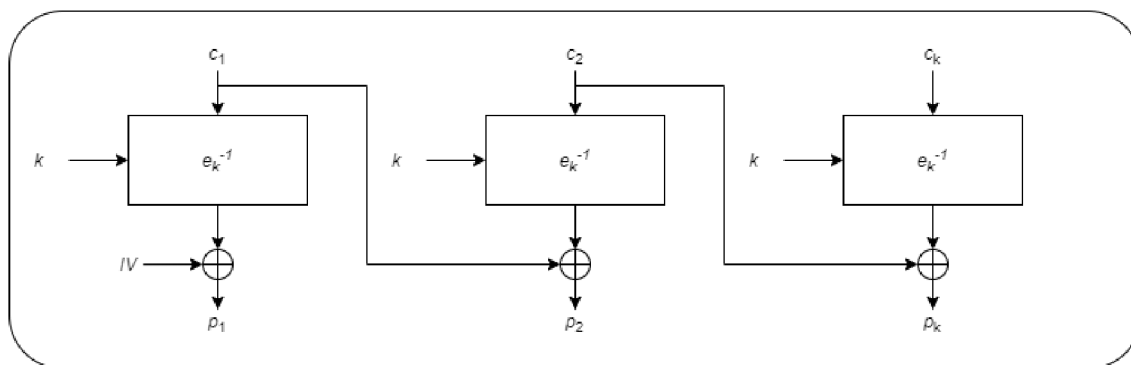 c₁ c₂ cₖ
k eₖ⁻¹ k eₖ⁻¹ k eₖ⁻¹
IV
p₁ p₂ pₖ